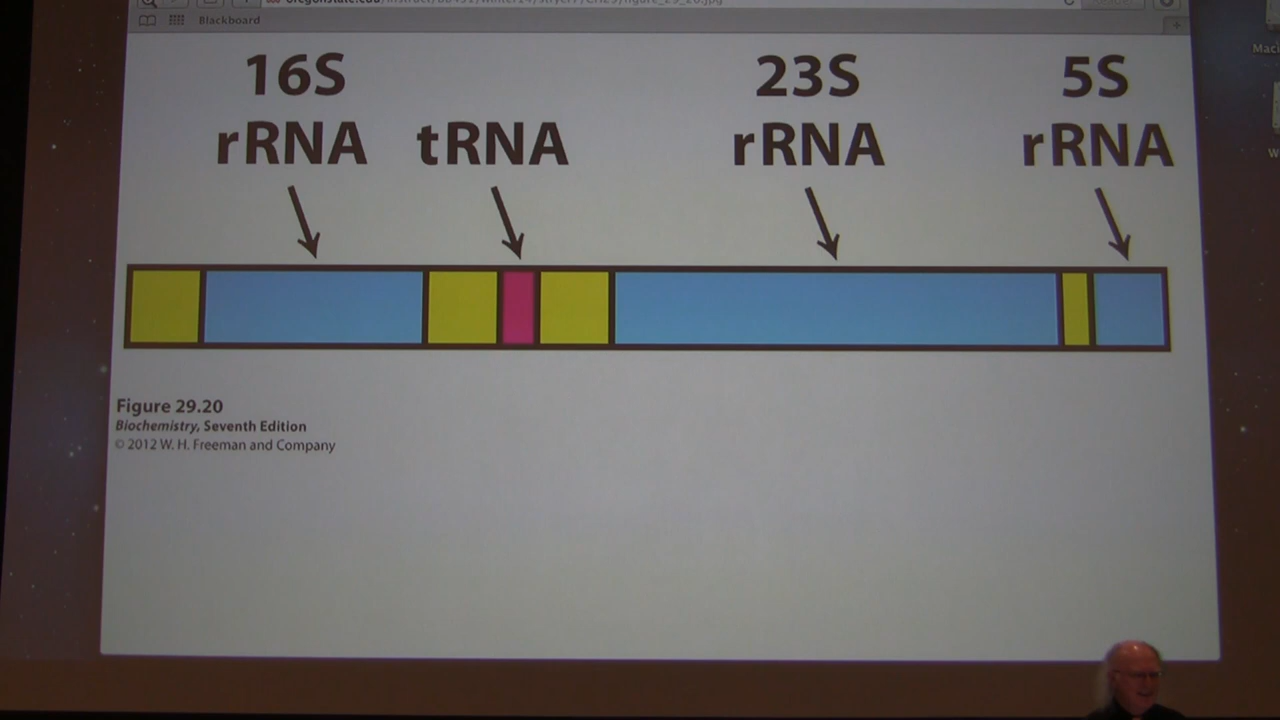 Blackboard
16S
rRNA
tRNA
23S
rRNA
5S
rRNA
Figure 29.20
Biochemistry, Seventh Edition
© 2012 W. H. Freeman and Company